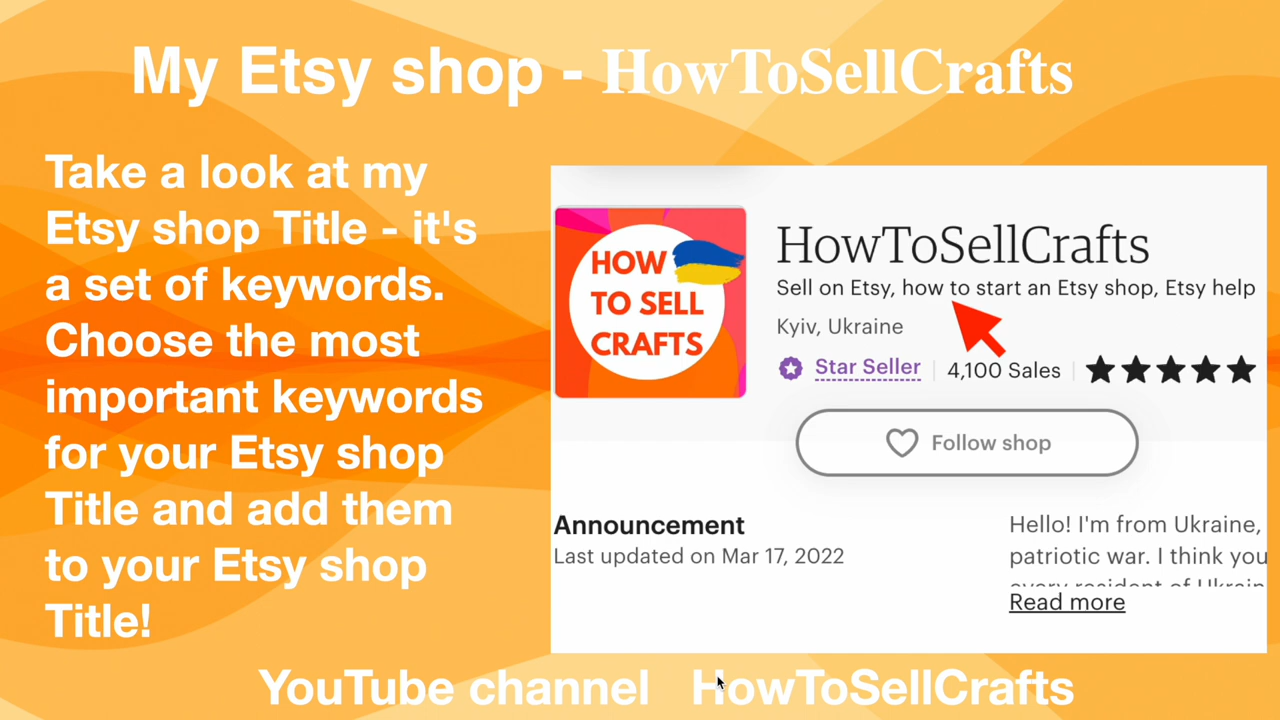 My Etsy shop - HowToSellCrafts
Take a look at my
Etsy shop Title - it's
a set of keywords.
Choose the most
important keywords
for your Etsy shop
Title and add them
to your Etsy shop
Title!
HOW
TO SELL
CRAFTS
HowToSellCrafts
Sell on Etsy, how to start an Etsy shop, Etsy help
Kyiv, Ukraine
Star Seller
4,100 Sales
Follow shop
Announcement
Last updated on Mar 17, 2022
Hello! I'm from Ukraine,
patriotic war. I think you
every resident of Ukrain
Read more
YouTube channel HowToSellCrafts